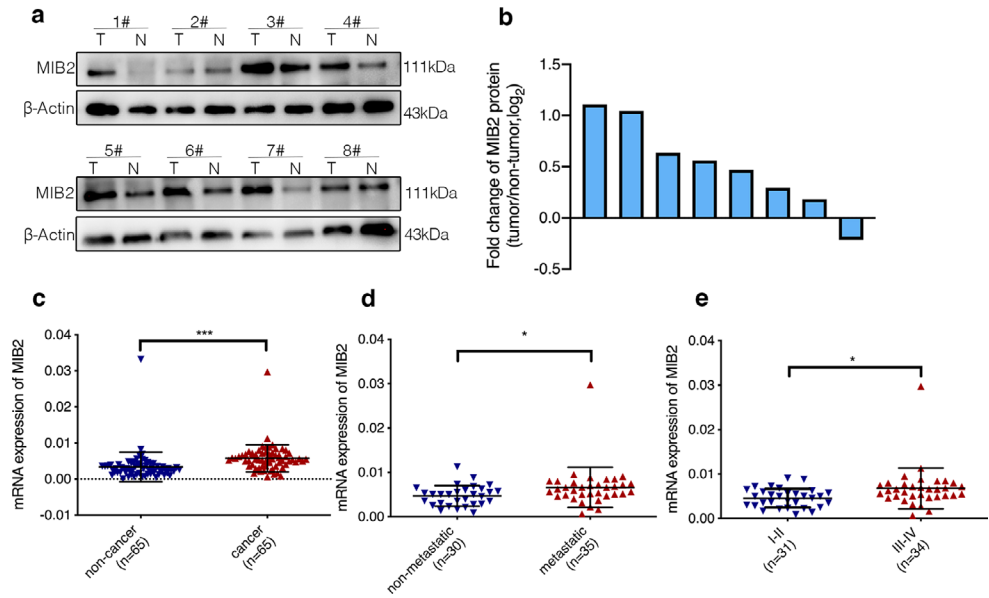 a
1# 2# 3# 4#
T N T N T N T N
MIB2 111kDa
β-Actin 43kDa
5# 6# 7# 8#
T N T N T N T N
MIB2 111kDa
β-Actin 43kDa
b
Fold change of MIB2 protein
(tumor/non-tumor,log2)
1.5
1.0
0.5
0.0
-0.5
c
mRNA expression of MIB2
0.04
0.03
0.02
0.01
0.00
-0.01
***
non-cancer
(n=65)
cancer
(n=65)
d
mRNA expression of MIB2
0.04
0.03
0.02
0.01
0.00
*
non-metastatic
(n=30)
metastatic
(n=35)
e
mRNA expression of MIB2
0.04
0.03
0.02
0.01
0.00
*
I-II
(n=31)
III-IV
(n=34)